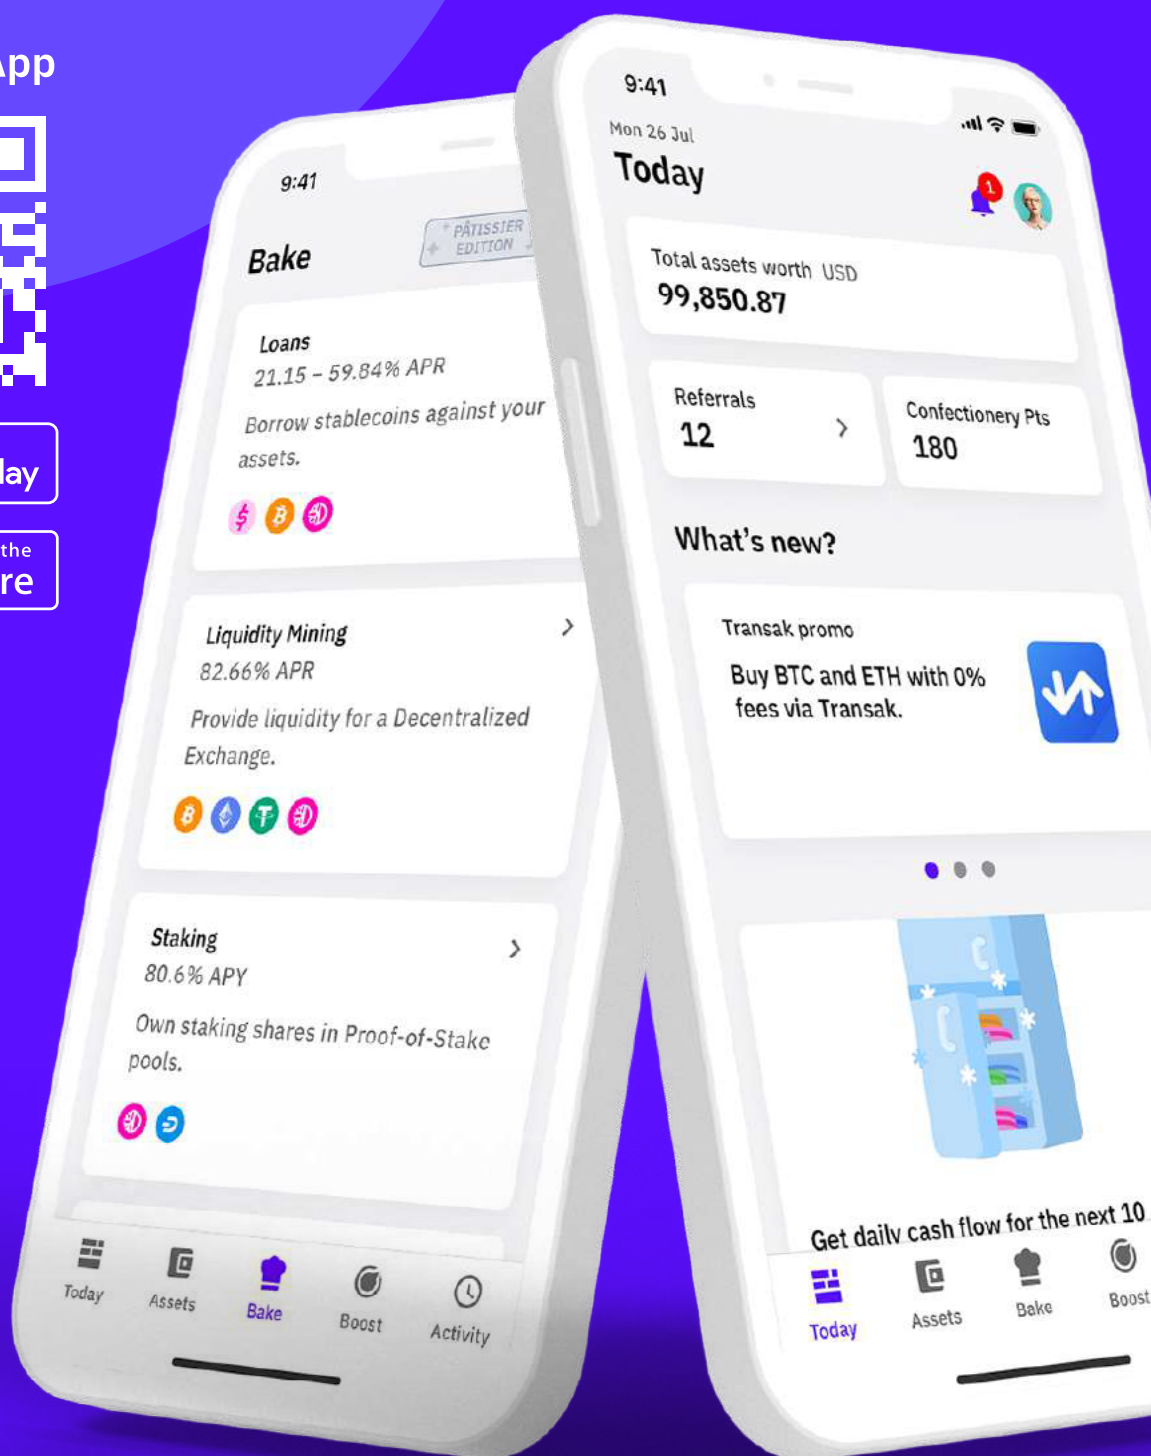 App
lay
the
re
9:41
Bake
PÂTISSIER
EDITION
Loans
21.15 – 59.84% APR
Borrow stablecoins against your
assets.
Liquidity Mining
82.66% APR
Provide liquidity for a Decentralized
Exchange.
Staking
80.6% APY
Own staking shares in Proof-of-Stake
pools.
Today
Assets
Bake
Boost
Activity
9:41
Mon 26 Jul
Today
1
Total assets worth USD
99,850.87
Referrals
12
Confectionery Pts
180
What's new?
Transak promo
Buy BTC and ETH with 0%
fees via Transak.
Get daily cash flow for the next 10
Today
Assets
Bake
Boost